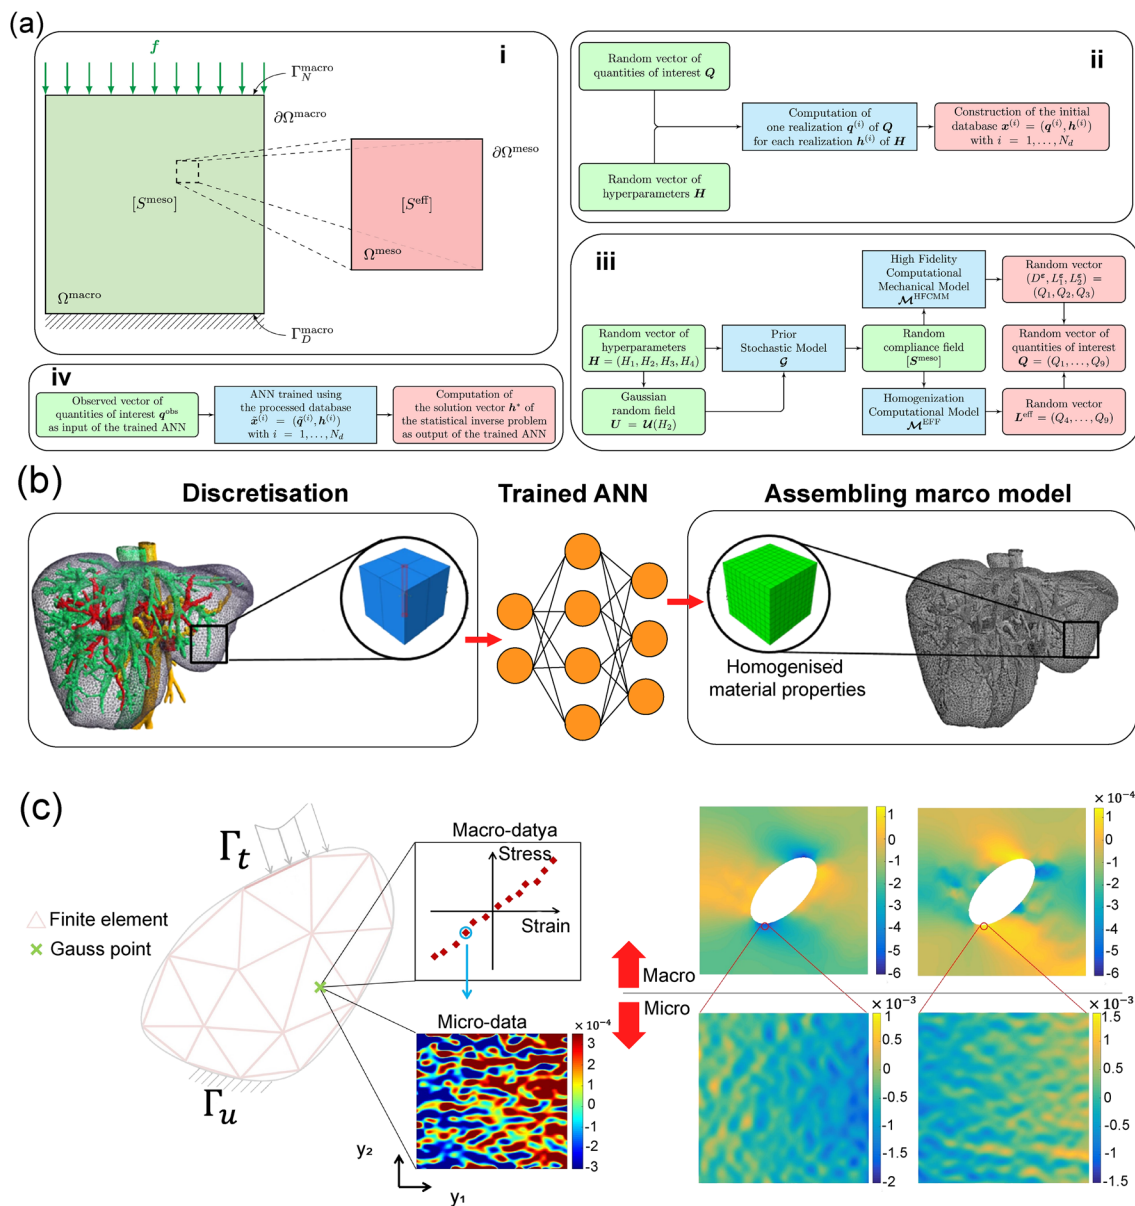 (a)
i
f
Γ_N^macro
∂Ω^macro
∂Ω^meso
[S^meso]
[S^eff]
Ω^meso
Ω^macro
Γ_D^macro
ii
Random vector of
quantities of interest Q
Computation of
one realization q^(i) of Q
for each realization h^(i) of H
Construction of the initial
database x^(i) = (q^(i), h^(i))
with i = 1, . . . , N_d
Random vector of
hyperparameters H
iii
High Fidelity
Computational
Mechanical Model
M^HFCMM
Random vector
(D^ε, L_1^ε, L_2^ε) =
(Q_1, Q_2, Q_3)
Random vector of
hyperparameters
H = (H_1, H_2, H_3, H_4)
Prior
Stochastic Model
G
Random
compliance field
[S^meso]
Random vector of
quantities of interest
Q = (Q_1, . . . , Q_9)
Gaussian
random field
U = U(H_2)
Homogenization
Computational Model
M^EFF
Random vector
L^eff = (Q_4, . . . , Q_9)
iv
Observed vector of
quantities of interest q^obs
as input of the trained ANN
ANN trained using
the processed database
x̃^(i) = (q̃^(i), h^(i))
with i = 1, . . . , N_d
Computation of
the solution vector h*
of the statistical inverse problem
as output of the trained ANN
(b)
Discretisation
Trained ANN
Assembling marco model
Homogenised
material properties
(c)
Γ_t
Finite element
Gauss point
Γ_u
Macro-datya
Stress
Strain
Micro-data
× 10⁻⁴
3
2
1
0
-1
-2
-3
y₂
y₁
Macro
Micro
1
0
-1
-2
-3
-4
-5
-6
× 10⁻⁴
1
0
-1
-2
-3
-4
-5
-6
× 10⁻³
1
0.5
0
-0.5
-1
-1.5
-2
× 10⁻³
1.5
1
0.5
0
-0.5
-1
-1.5